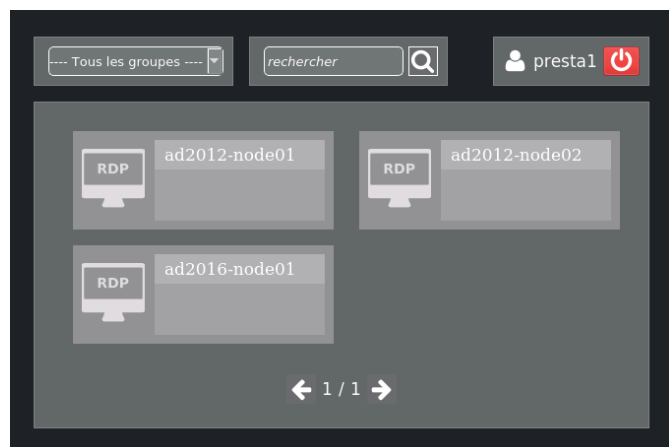 ---- Tous les groupes ----
rechercher
presta1
RDP
ad2012-node01
RDP
ad2012-node02
RDP
ad2016-node01
1 / 1